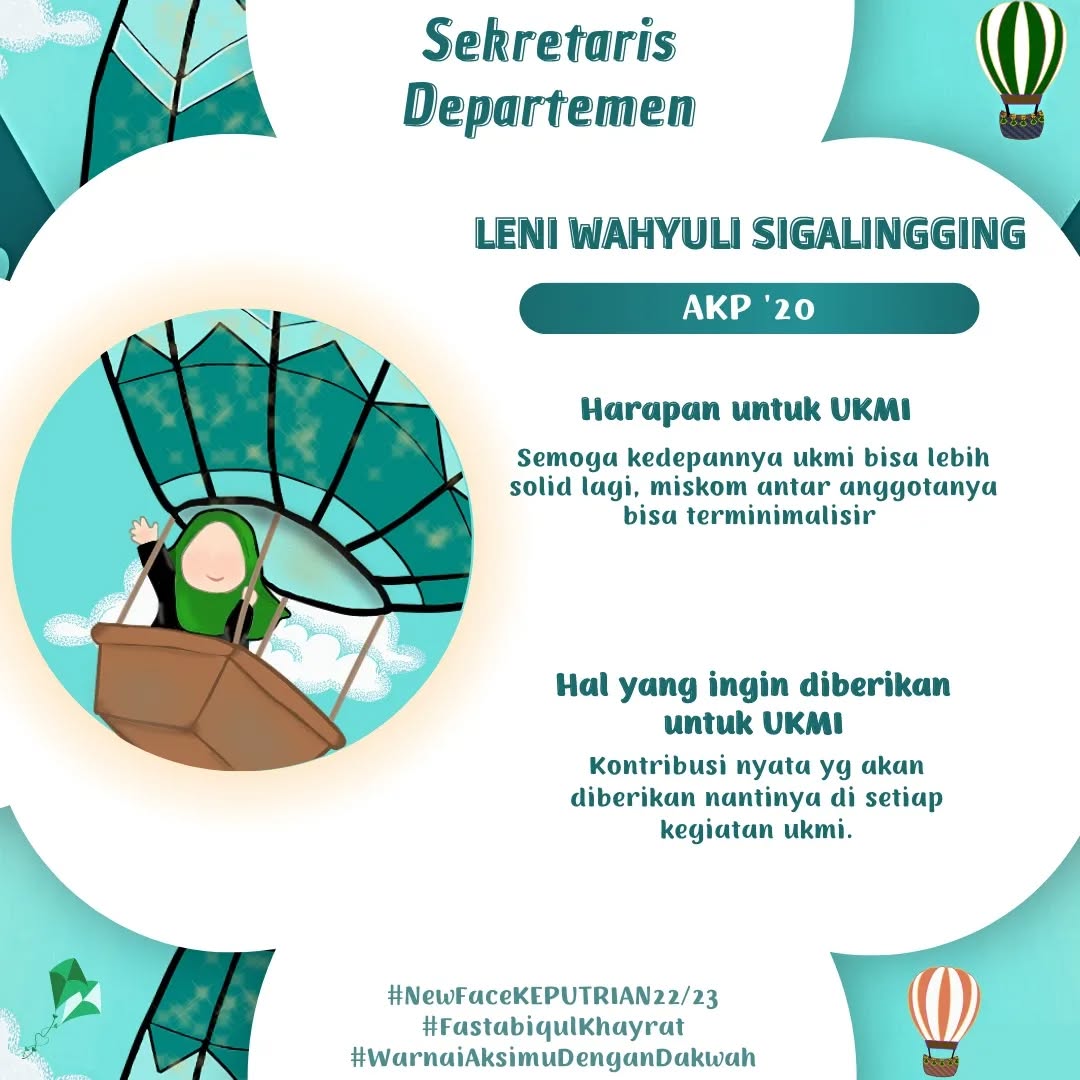 Sekretaris
Departemen
LENI WAHYULI SIGALINGGING
AKP '20
Harapan untuk UKMI
Semoga kedepannya ukmi bisa lebih
solid lagi, miskom antar anggotanya
bisa terminimalisir
Hal yang ingin diberikan
untuk UKMI
Kontribusi nyata yg akan
diberikan nantinya di setiap
kegiatan ukmi.
#NewFaceKEPUTRIAN22/23
#FastabiqulKhayrat
#WarnaiAksimuDenganDakwah